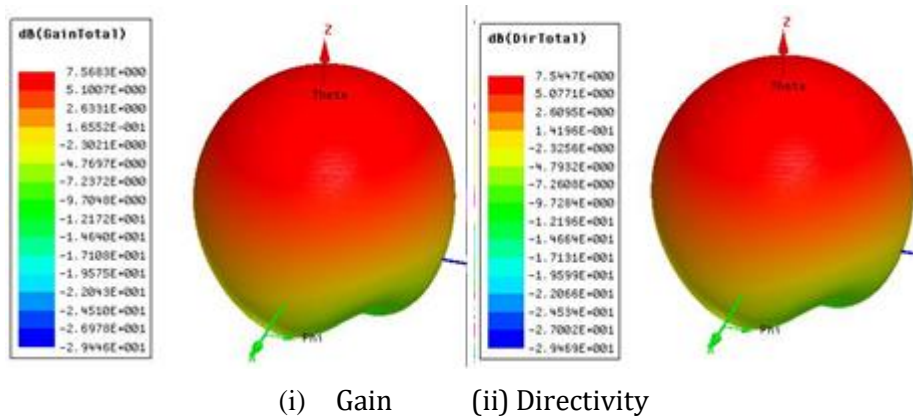 dB(GainTotal)
7.5683E+000
5.1007E+000
2.6331E+000
1.6552E-001
-2.3021E+000
-4.7697E+000
-7.2372E+000
-9.7048E+000
-1.2172E+001
-1.4640E+001
-1.7108E+001
-1.9575E+001
-2.2043E+001
-2.4510E+001
-2.6978E+001
-2.9446E+001
Z
Theta
Phi
X
dB(DirTotal)
7.5447E+000
5.0771E+000
2.6095E+000
1.4196E-001
-2.3256E+000
-4.7932E+000
-7.2608E+000
-9.7284E+000
-1.2196E+001
-1.4664E+001
-1.7131E+001
-1.9599E+001
-2.2066E+001
-2.4534E+001
-2.7002E+001
-2.9469E+001
Z
Theta
Phi
X
(i) Gain
(ii) Directivity